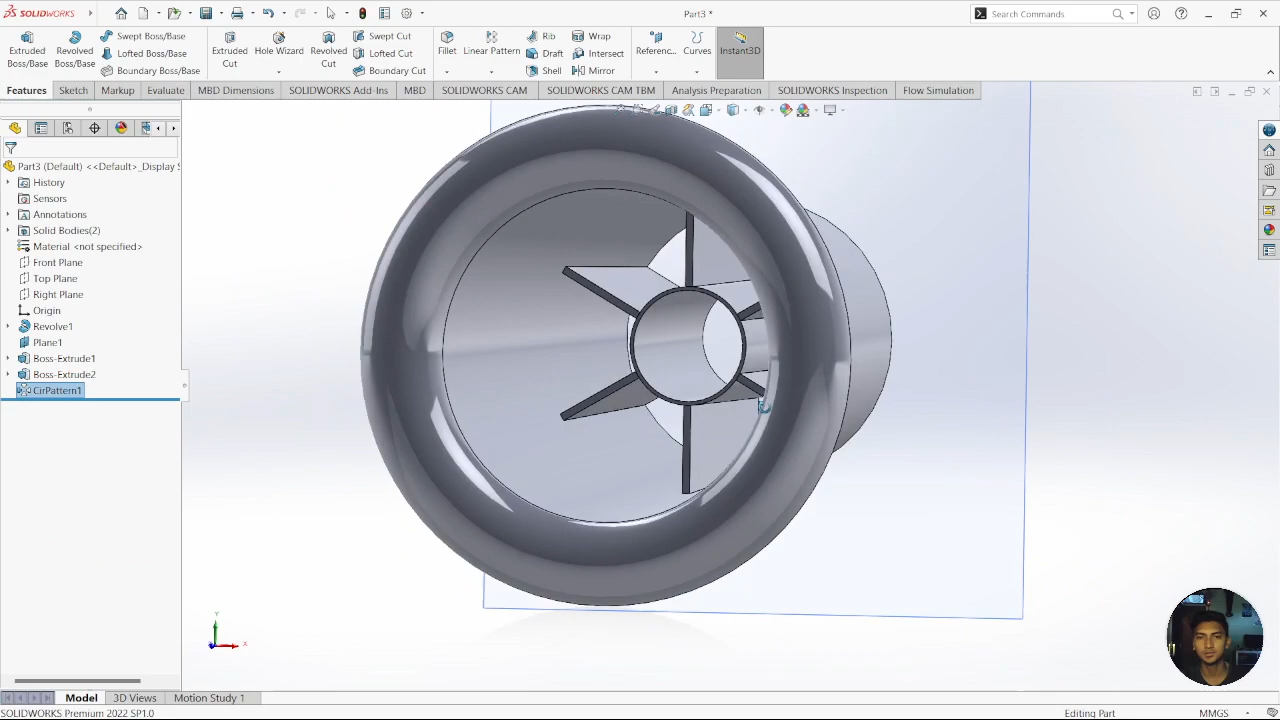 SOLIDWORKS
Part3 *
Search Commands
Extruded Boss/Base
Revolved Boss/Base
Swept Boss/Base
Lofted Boss/Base
Boundary Boss/Base
Extruded Cut
Hole Wizard
Revolved Cut
Swept Cut
Lofted Cut
Boundary Cut
Fillet
Linear Pattern
Rib
Draft
Shell
Wrap
Intersect
Mirror
Referenc...
Curves
Instant3D
Features
Sketch
Markup
Evaluate
MBD Dimensions
SOLIDWORKS Add-Ins
MBD
SOLIDWORKS CAM
SOLIDWORKS CAM TBM
Analysis Preparation
SOLIDWORKS Inspection
Flow Simulation
Part3 (Default) <<Default>_Display S
History
Sensors
Annotations
Solid Bodies(2)
Material <not specified>
Front Plane
Top Plane
Right Plane
Origin
Revolve1
Plane1
Boss-Extrude1
Boss-Extrude2
CirPattern1
Y
X
Model
3D Views
Motion Study 1
SOLIDWORKS Premium 2022 SP1.0
Editing Part
MMGS